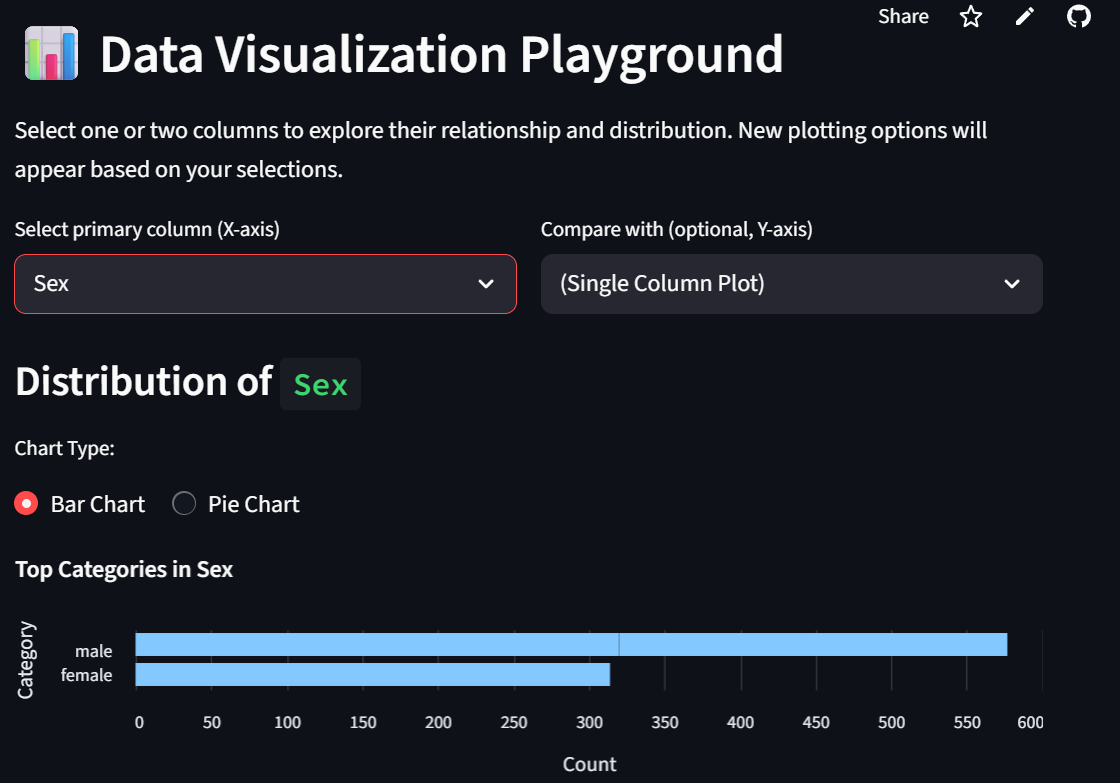 Share
Data Visualization Playground
Select one or two columns to explore their relationship and distribution. New plotting options will
appear based on your selections.
Select primary column (X-axis)
Compare with (optional, Y-axis)
Sex
(Single Column Plot)
Distribution of Sex
Chart Type:
Bar Chart
Pie Chart
Top Categories in Sex
Category
male
female
0 50 100 150 200 250 300 350 400 450 500 550 600
Count